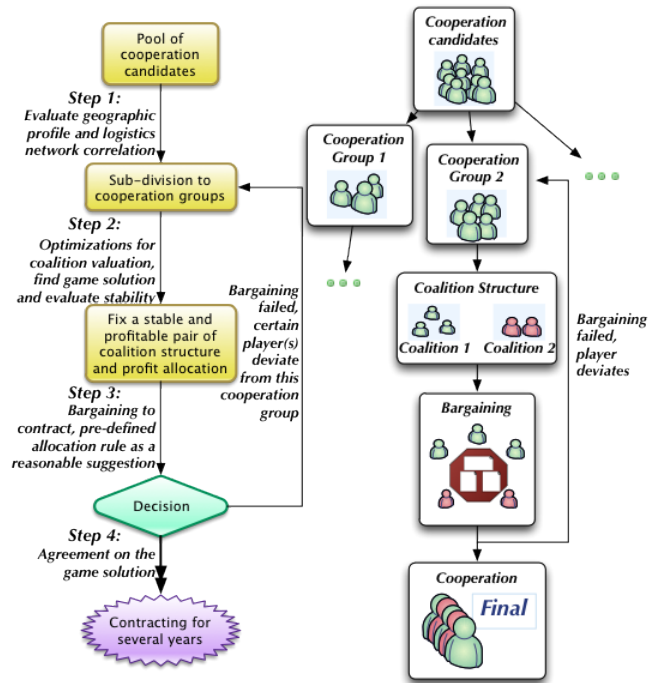 Pool of
cooperation
candidates
Step 1:
Evaluate geographic
profile and logistics
network correlation
Sub-division to
cooperation groups
Step 2:
Optimizations for
coalition valuation,
find game solution
and evaluate stability
Fix a stable and
profitable pair of
coalition structure
and profit allocation
Step 3:
Bargaining to
contract, pre-defined
allocation rule as a
reasonable suggestion
Decision
Step 4:
Agreement on the
game solution
Contracting for
several years
Bargaining
failed,
certain
player(s)
deviate
from this
cooperation
group
Cooperation
candidates
Cooperation
Group 1
Cooperation
Group 2
Coalition Structure
Coalition 1
Coalition 2
Bargaining
Bargaining
failed,
player
deviates
Cooperation
Final